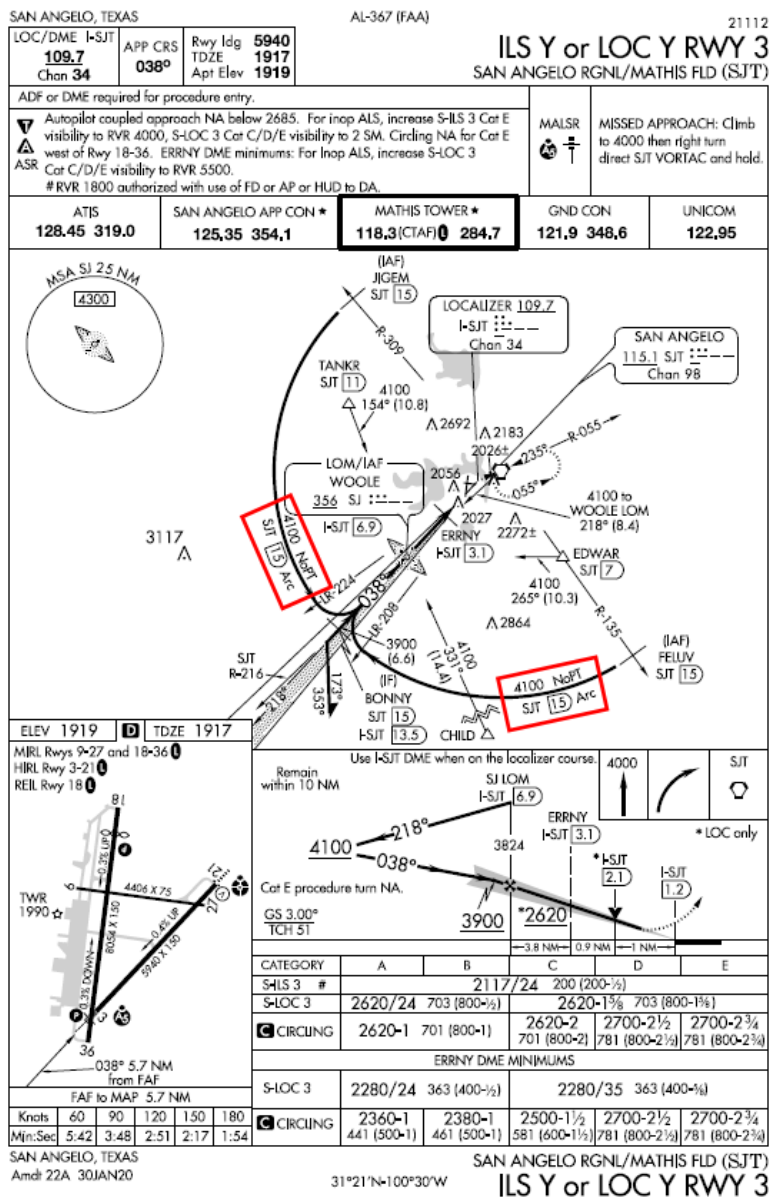 SAN ANGELO, TEXAS
AL-367 (FAA)
21112
LOC/DME I-SJT
109.7
Chan 34
APP CRS
038°
Rwy ldg 5940
TDZE 1917
Apt Elev 1919
ILS Y or LOC Y RWY 3
SAN ANGELO RGNL/MATHIS FLD (SJT)
ADF or DME required for procedure entry.
T
A
ASR
Autopilot coupled approach NA below 2685. For inop ALS, increase S-ILS 3 Cat E
visibility to RVR 4000, S-LOC 3 Cat C/D/E visibility to 2 SM. Circling NA for Cat E
west of Rwy 18-36. ERRNY DME minimums: For Inop ALS, increase S-LOC 3
Cat C/D/E visibility to RVR 5500.
# RVR 1800 authorized with use of FD or AP or HUD to DA.
MALSR
A5
MISSED APPROACH: Climb
to 4000 then right turn
direct SJT VORTAC and hold.
ATIS
128.45 319.0
SAN ANGELO APP CON ★
125.35 354.1
MATHIS TOWER ★
118.3 (CTAF) L 284.7
GND CON
121.9 348.6
UNICOM
122.95
MSA SJ 25 NM
4300
(IAF)
JIGEM
SJT 15
R-309
LOCALIZER 109.7
I-SJT
Chan 34
SAN ANGELO
115.1 SJT
Chan 98
TANKR
SJT 11
4100
154° (10.8)
2692
2183
2026±
235°
R-055
055°
LOM/IAF
WOOLE
356 SJ
I-SJT 6.9
2056
2027
ERRNY
I-SJT 3.1
2272±
4100 to
WOOLE LOM
218° (8.4)
3117
4100 NoPT
SJT 15 Arc
LR-224
038°
LR-208
EDWAR
SJT 7
4100
265° (10.3)
R-135
2864
3900
(6.6)
4100
331°
(14.4)
(IAF)
FELUV
SJT 15
SJT
R-216
218°
353°
173°
(IF)
BONNY
SJT 15
I-SJT 13.5
4100 NoPT
SJT 15 Arc
CHILD
ELEV 1919
D
TDZE 1917
MIRL Rwys 9-27 and 18-36 L
HIRL Rwy 3-21 L
REIL Rwy 18 L
18
P
0.3% UP
9
4406 X 75
21
27
V
TWR
1990
8054 X 150
0.4% UP
5940 X 150
0.3% DOWN
P
3
A5
36
038° 5.7 NM
from FAF
FAF to MAP 5.7 NM
Knots 60 90 120 150 180
Min:Sec 5:42 3:48 2:51 2:17 1:54
Use I-SJT DME when on the localizer course.
Remain
within 10 NM
SJ LOM
I-SJT 6.9
4000
SJT
218°
4100
038°
3824
ERRNY
I-SJT 3.1
* LOC only
* I-SJT
2.1
I-SJT
1.2
Cat E procedure turn NA.
GS 3.00°
TCH 51
3900
*2620
3.8 NM
0.9 NM
1 NM
CATEGORY A B C D E
S-ILS 3 # 2117/24 200 (200-½)
S-LOC 3 2620/24 703 (800-½) 2620-1⅝ 703 (800-1⅝)
C CIRCLING 2620-1 701 (800-1) 2620-2 701 (800-2) 2700-2½ 781 (800-2½) 2700-2¾ 781 (800-2¾)
ERRNY DME MINIMUMS
S-LOC 3 2280/24 363 (400-½) 2280/35 363 (400-⅝)
C CIRCLING 2360-1 441 (500-1) 2380-1 461 (500-1) 2500-1½ 581 (600-1½) 2700-2½ 781 (800-2½) 2700-2¾ 781 (800-2¾)
SAN ANGELO, TEXAS
Amdt 22A 30JAN20
31°21'N-100°30'W
SAN ANGELO RGNL/MATHIS FLD (SJT)
ILS Y or LOC Y RWY 3